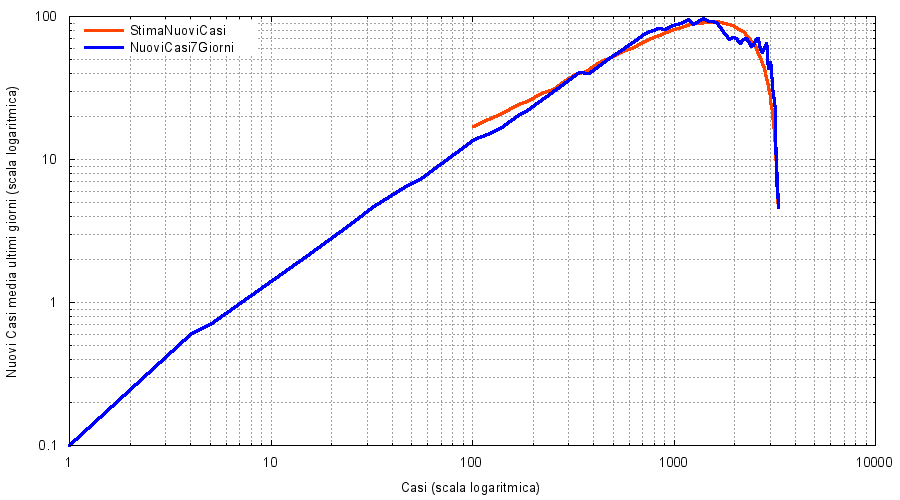 100
10
1
0.1
Nuovi Casi media ultimi giorni (scala logaritmica)
StimaNuoviCasi
NuoviCasi7Giorni
1 10 100 1000 10000
Casi (scala logaritmica)